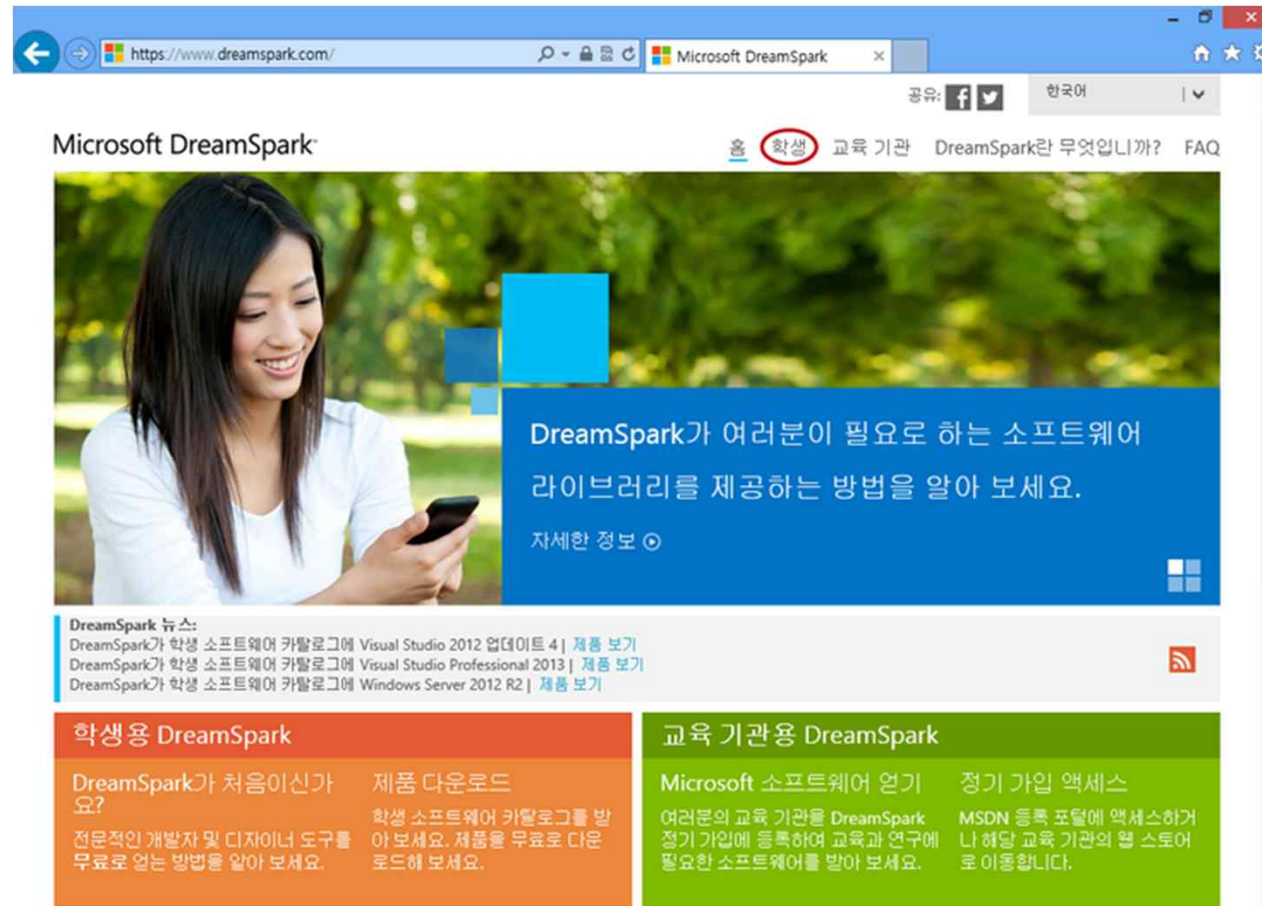 https://www.dreamspark.com/
Microsoft DreamSpark
공유:
한국어
Microsoft DreamSpark
홈 학생 교육 기관 DreamSpark란 무엇입니까? FAQ
DreamSpark가 여러분이 필요로 하는 소프트웨어
라이브러리를 제공하는 방법을 알아 보세요.
자세한 정보
DreamSpark 뉴스:
DreamSpark가 학생 소프트웨어 카탈로그에 Visual Studio 2012 업데이트 4 | 제품 보기
DreamSpark가 학생 소프트웨어 카탈로그에 Visual Studio Professional 2013 | 제품 보기
DreamSpark가 학생 소프트웨어 카탈로그에 Windows Server 2012 R2 | 제품 보기
학생용 DreamSpark
DreamSpark가 처음이신가
요?
전문적인 개발자 및 디자이너 도구를
무료로 얻는 방법을 알아 보세요.
제품 다운로드
학생 소프트웨어 카탈로그를 받
아 보세요. 제품을 무료로 다운
로드해 보세요.
교육 기관용 DreamSpark
Microsoft 소프트웨어 얻기
여러분의 교육 기관을 DreamSpark
정기 가입에 등록하여 교육과 연구에
필요한 소프트웨어를 받아 보세요.
정기 가입 액세스
MSDN 등록 포털에 액세스하거
나 해당 교육 기관의 웹 스토어
로 이동합니다.